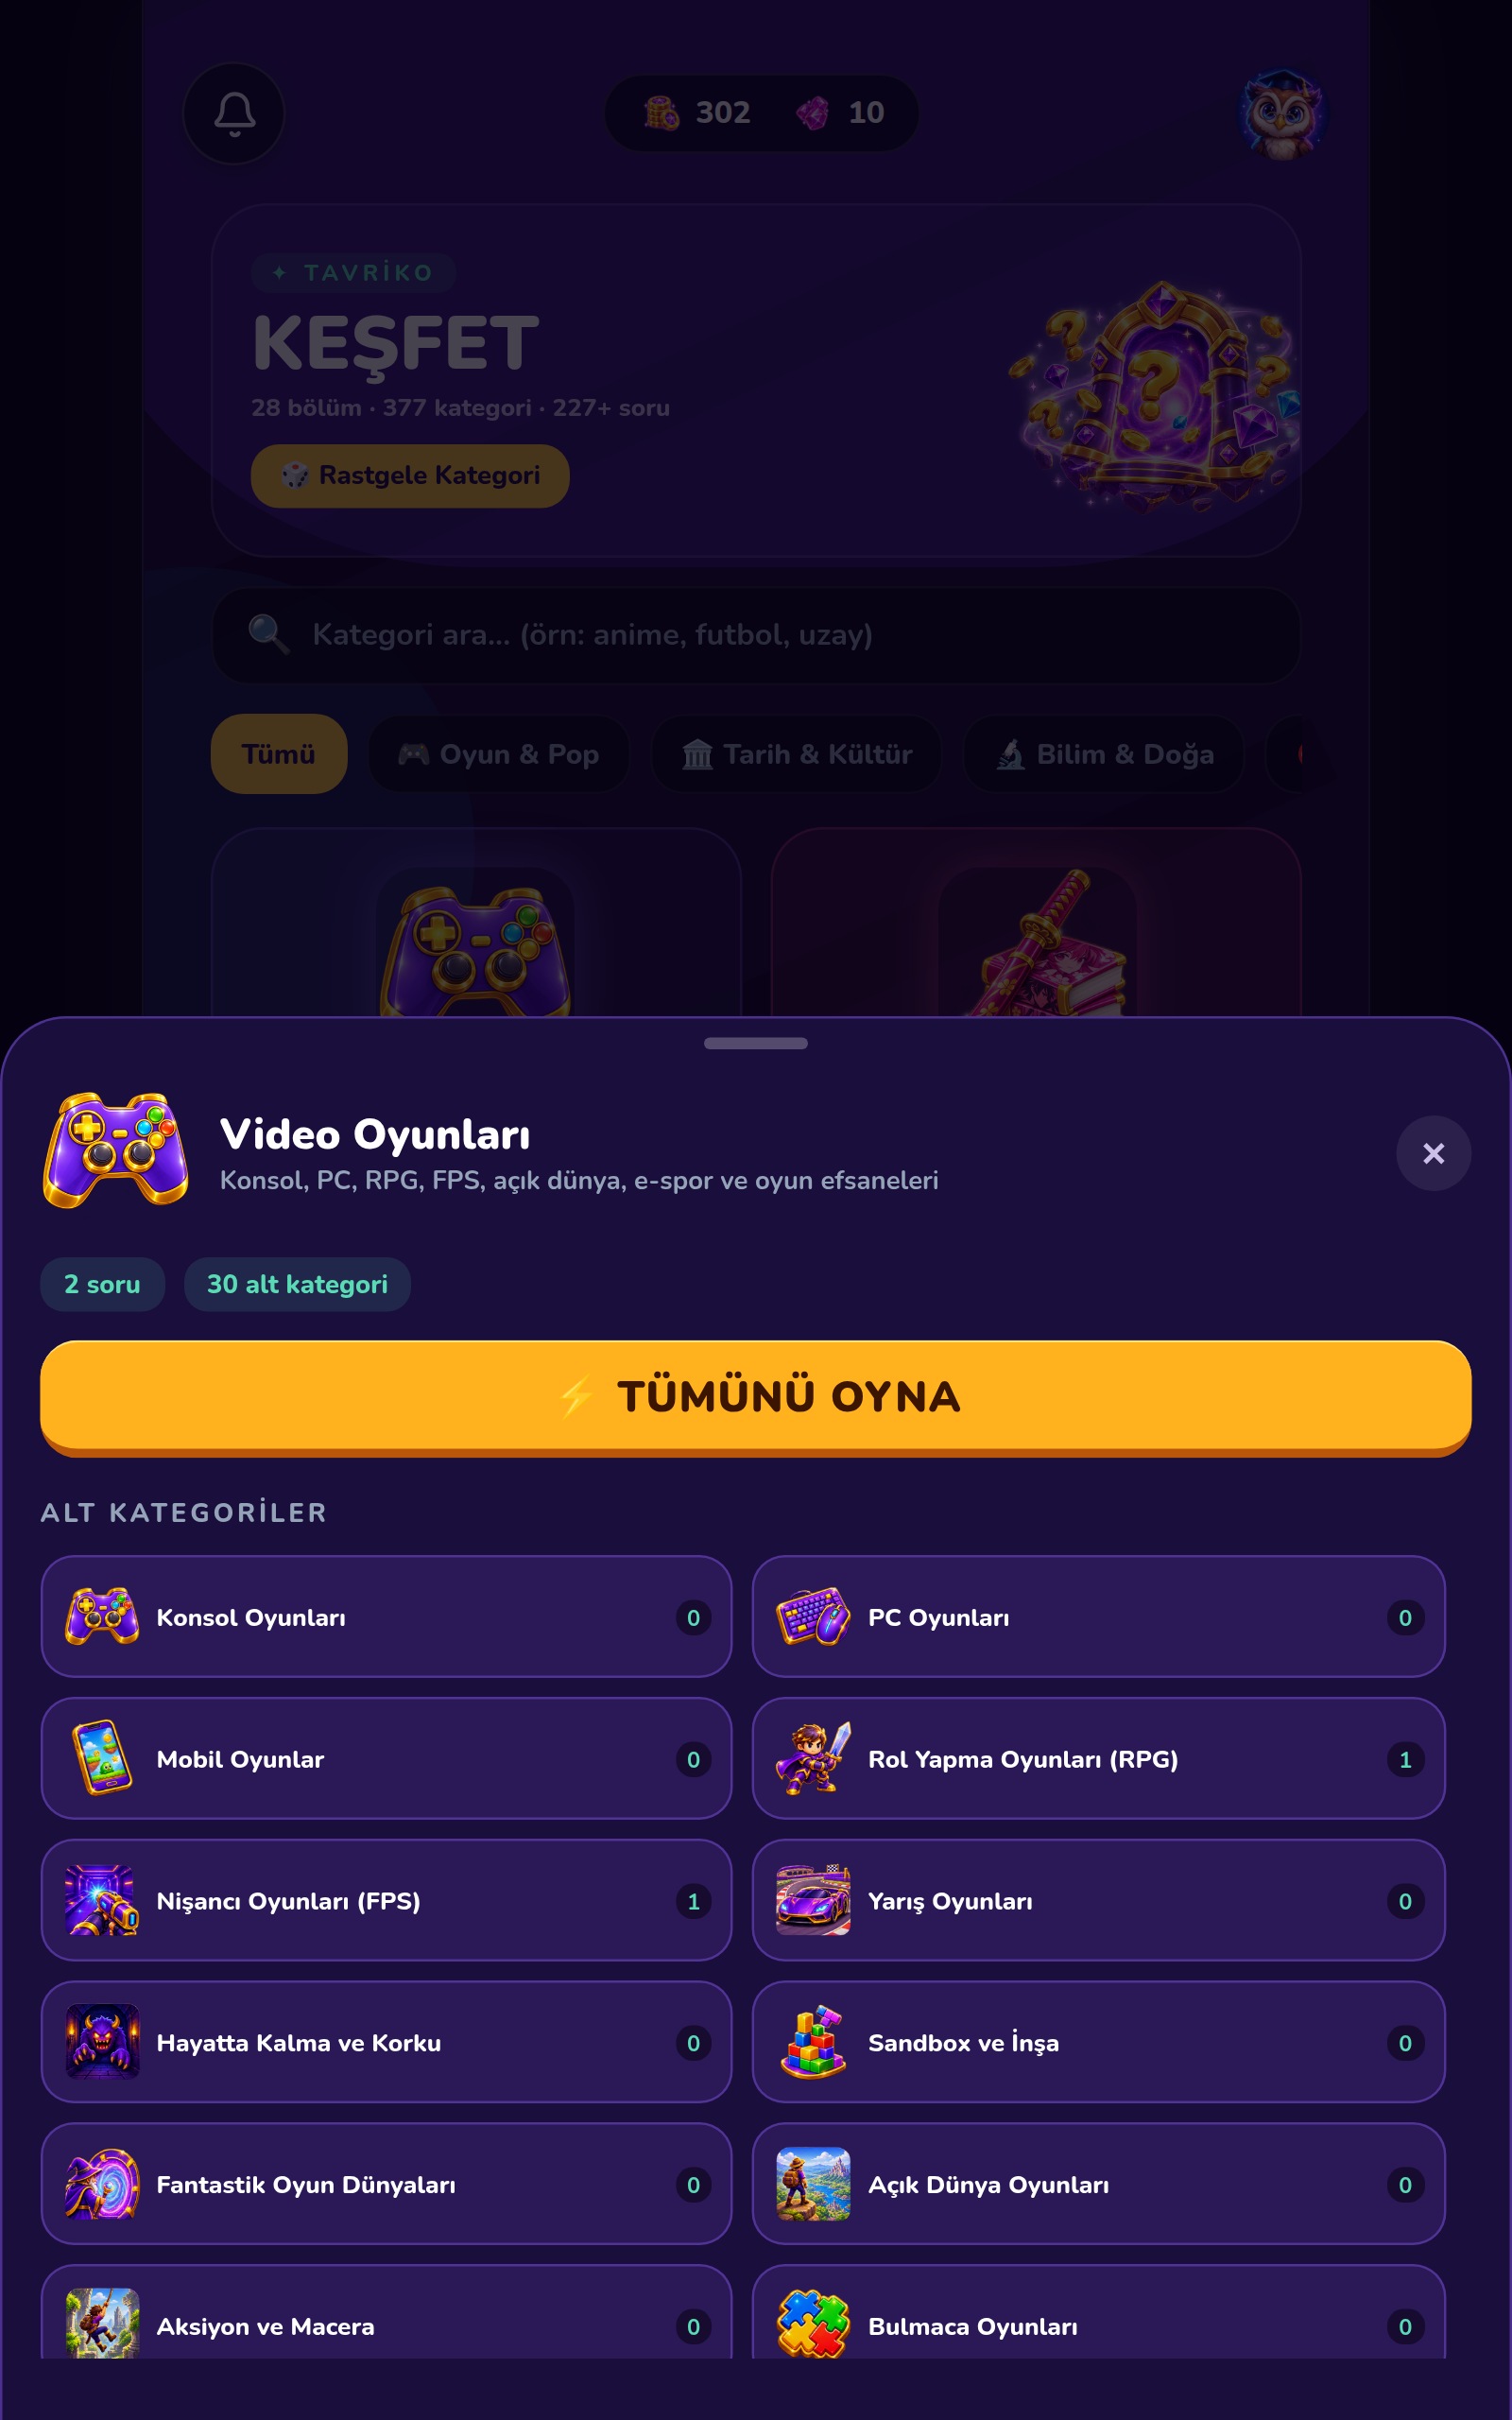 302 10
✦ TAVRİKO
KEŞFET
28 bölüm · 377 kategori · 227+ soru
🎲 Rastgele Kategori
🔍 Kategori ara... (örn: anime, futbol, uzay)
Tümü 🎮 Oyun & Pop 🏛️ Tarih & Kültür 🔬 Bilim & Doğa
Video Oyunları
Konsol, PC, RPG, FPS, açık dünya, e-spor ve oyun efsaneleri
✕
2 soru 30 alt kategori
⚡ TÜMÜNÜ OYNA
ALT KATEGORİLER
Konsol Oyunları 0 PC Oyunları 0
Mobil Oyunlar 0 Rol Yapma Oyunları (RPG) 1
Nişancı Oyunları (FPS) 1 Yarış Oyunları 0
Hayatta Kalma ve Korku 0 Sandbox ve İnşa 0
Fantastik Oyun Dünyaları 0 Açık Dünya Oyunları 0
Aksiyon ve Macera 0 Bulmaca Oyunları 0